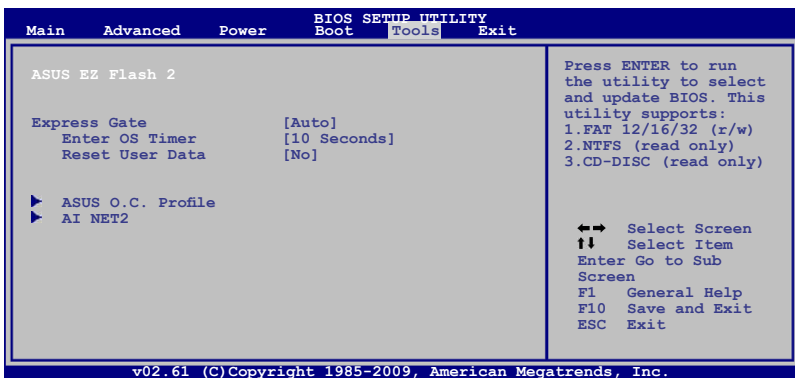 BIOS SETUP UTILITY
Main Advanced Power Boot Tools Exit
ASUS EZ Flash 2
Express Gate [Auto]
Enter OS Timer [10 Seconds]
Reset User Data [No]
ASUS O.C. Profile
AI NET2
Press ENTER to run
the utility to select
and update BIOS. This
utility supports:
1.FAT 12/16/32 (r/w)
2.NTFS (read only)
3.CD-DISC (read only)
←→ Select Screen
↑↓ Select Item
Enter Go to Sub
Screen
F1 General Help
F10 Save and Exit
ESC Exit
v02.61 (C)Copyright 1985-2009, American Megatrends, Inc.